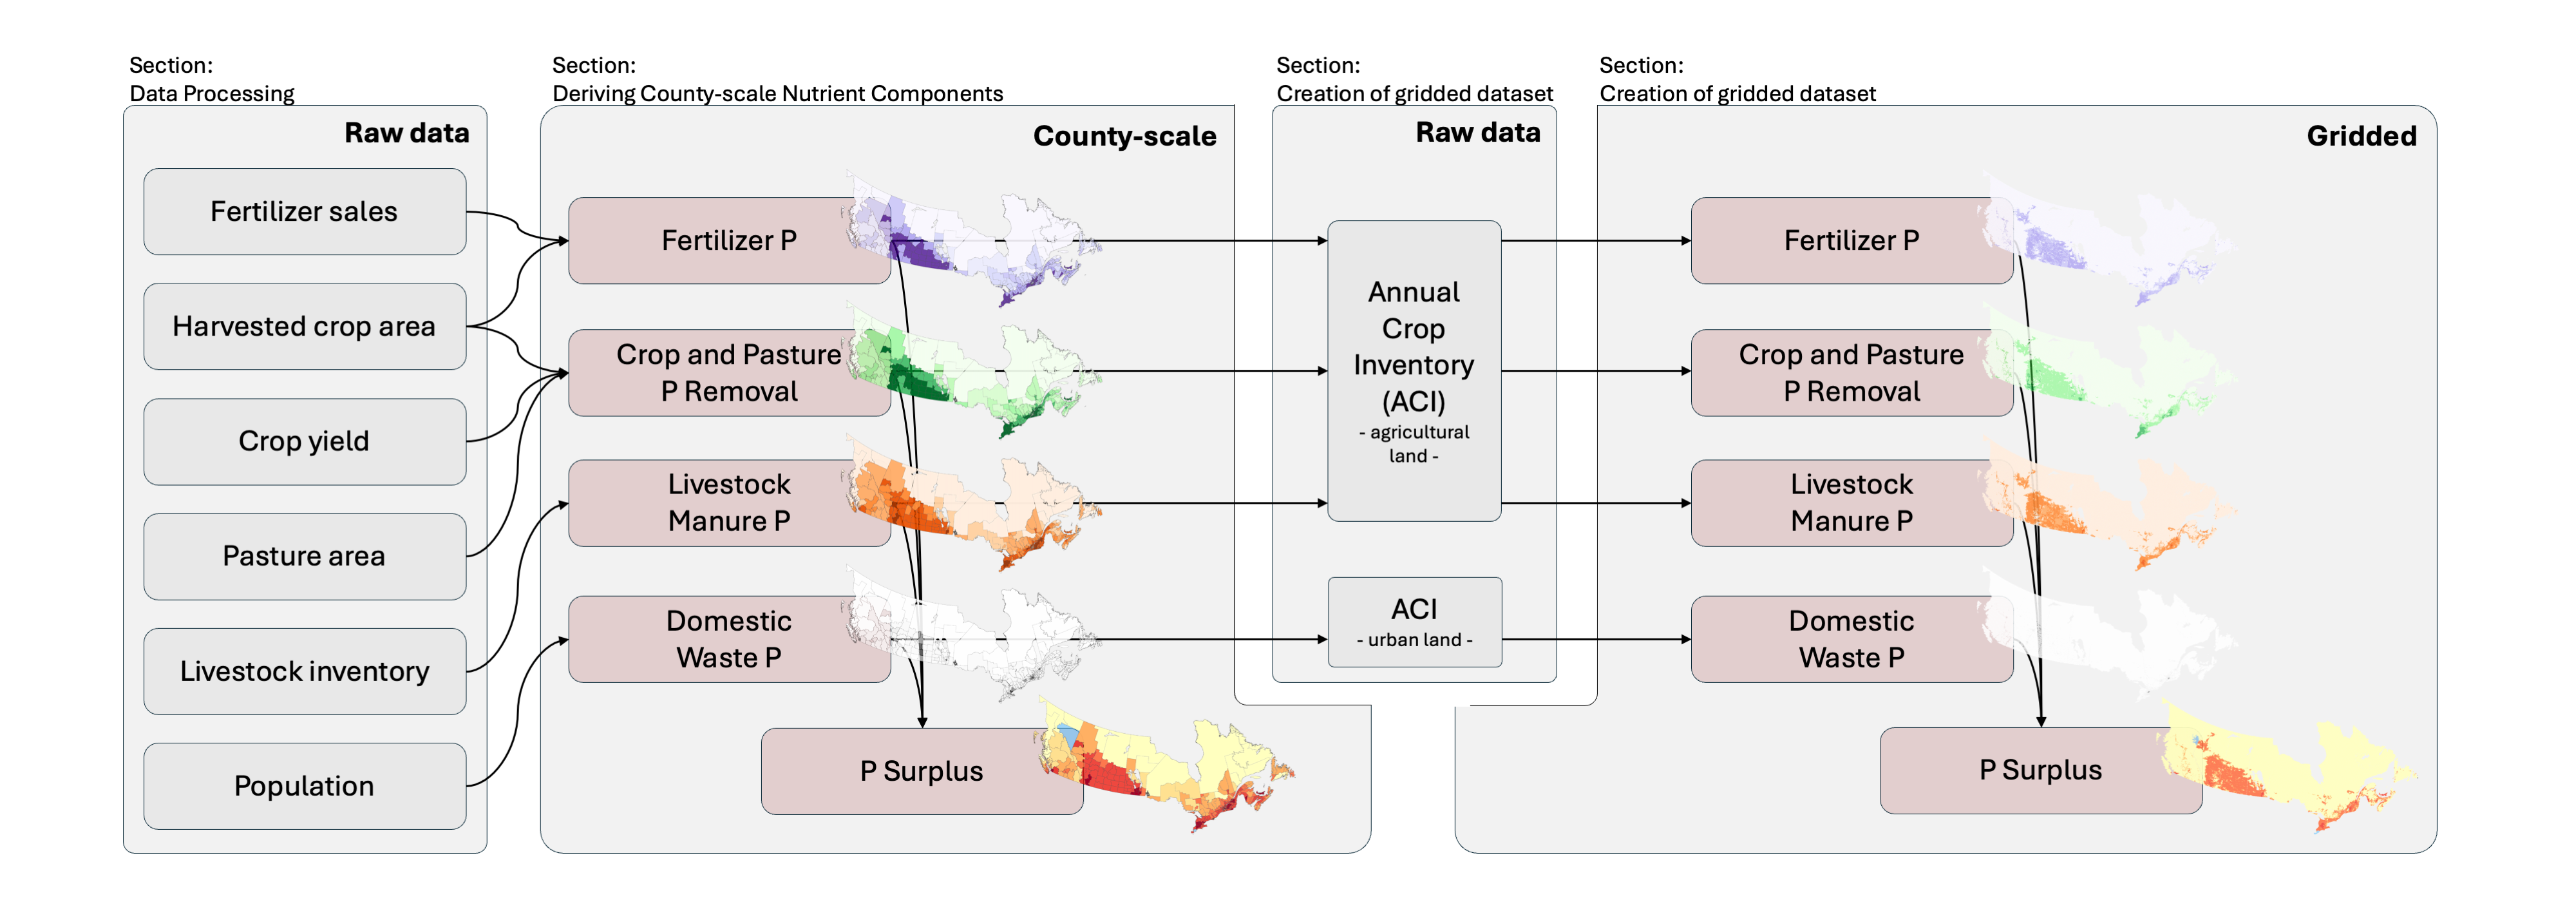 Section:
Data Processing
Raw data
Fertilizer sales
Harvested crop area
Crop yield
Pasture area
Livestock inventory
Population
Section:
Deriving County-scale Nutrient Components
County-scale
Fertilizer P
Crop and Pasture
P Removal
Livestock
Manure P
Domestic
Waste P
P Surplus
Section:
Creation of gridded dataset
Raw data
Annual
Crop
Inventory
(ACI)
- agricultural
land -
ACI
- urban land -
Section:
Creation of gridded dataset
Gridded
Fertilizer P
Crop and Pasture
P Removal
Livestock
Manure P
Domestic
Waste P
P Surplus